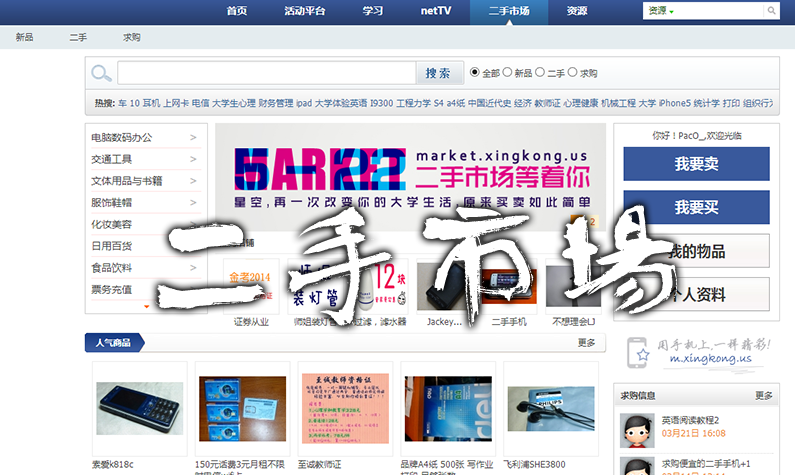 首页 活动平台 学习 netTV 二手市场 资源 资源
新品 二手 求购
搜索 全部 新品 二手 求购
热搜: 车 10 耳机 上网卡 电信 大学生心理 财务管理 ipad 大学体验英语 I9300 工程力学 S4 a4纸 中国近代史 经济 教师证 心理健康 机械工程 大学 iPhone5 统计学 打印 组织行为
电脑数码办公 >
交通工具 >
文体用品与书籍 >
服饰鞋帽 >
化妆美容
日用百货
食品饮料 >
票务充值
market.xingkong.us
二手市场等着你
星空,再一次改变你的大学生活,原来买卖如此简单
2
你好！PacO_,欢迎光临
我要卖
我要买
我的物品
个人资料
二手市场
铺
金考2014
装灯管
12块
证券从业
师姐装灯
过滤，滤水器
Jackey...
二手手机
不想理会LJ
用手机上,一样精彩!
m.xingkong.us
人气商品 更多
至诚教师资格证
PHILIPS
索爱k818c
150元话费3元月租不限
至诚教师证
品牌A4纸 500张 写作业
飞利浦SHE3800
求购信息 更多
英语阅读教程2
03月21日 16:08
求购便宜的二手手机+1